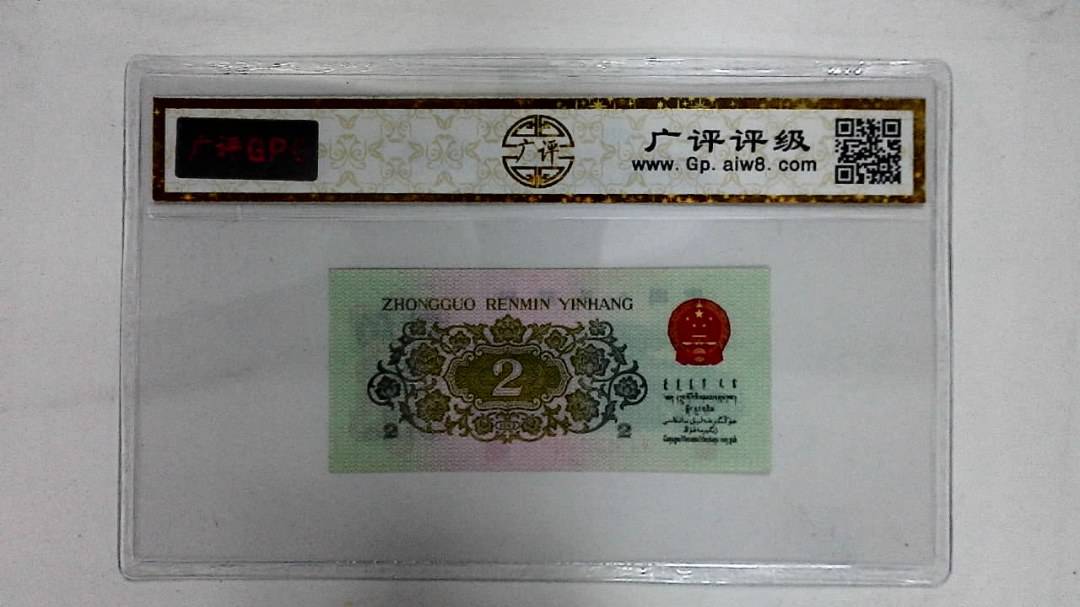 广评GPG
广评
广评评级
www. Gp. aiw8. com
ZHONGGUO RENMIN YINHANG
2
2
2